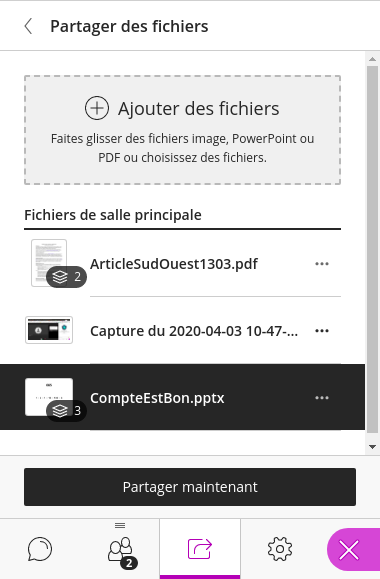 Partager des fichiers
Ajouter des fichiers
Faites glisser des fichiers image, PowerPoint ou
PDF ou choisissez des fichiers.
Fichiers de salle principale
ArticleSudOuest1303.pdf
2
Capture du 2020-04-03 10-47-...
CompteEstBon.pptx
3
Partager maintenant
2